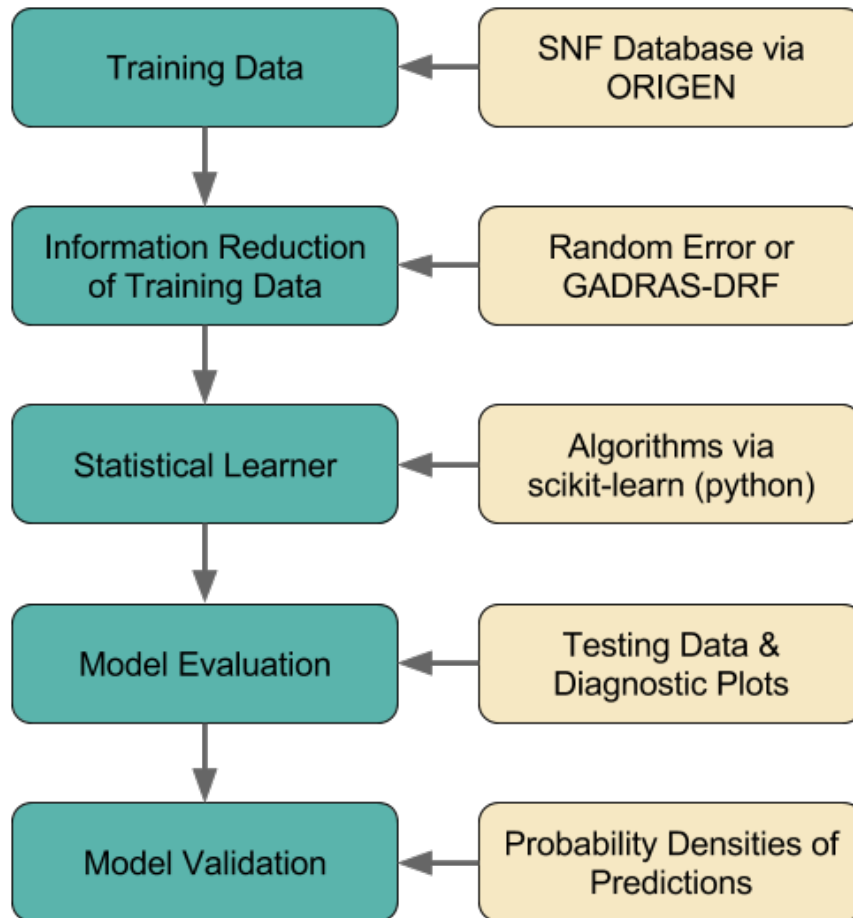 Training Data
SNF Database via
ORIGEN
Information Reduction
of Training Data
Random Error or
GADRAS-DRF
Statistical Learner
Algorithms via
scikit-learn (python)
Model Evaluation
Testing Data &
Diagnostic Plots
Model Validation
Probability Densities of
Predictions